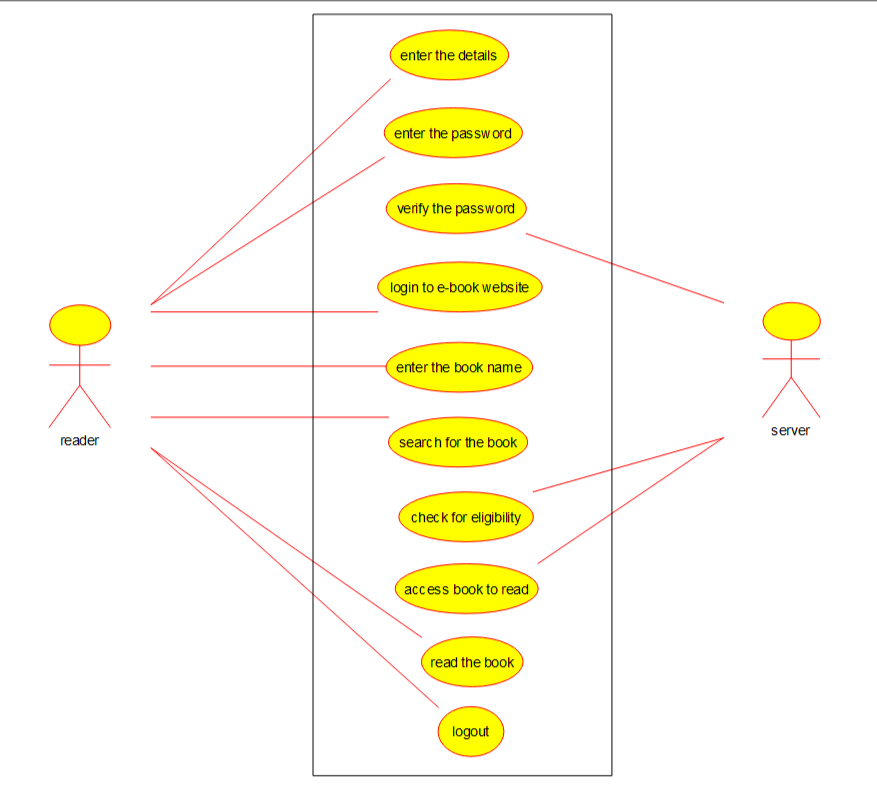 enter the details
enter the password
verify the password
login to e-book website
enter the book name
search for the book
check for eligibility
access book to read
read the book
logout
reader
server